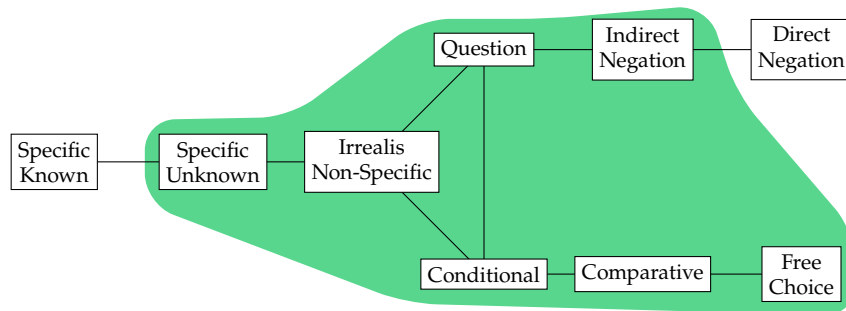 Question
Indirect
Negation
Direct
Negation
Specific
Known
Specific
Unknown
Irrealis
Non-Specific
Conditional
Comparative
Free
Choice